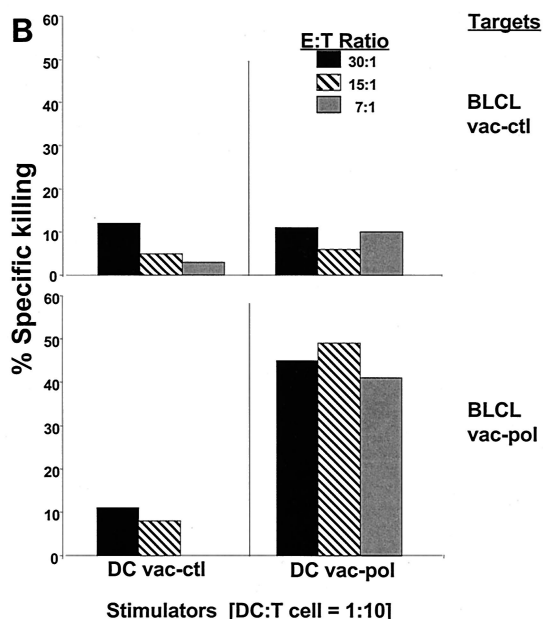 B
% Specific killing
60
50
40
30
20
10
0
E:T Ratio
30:1
15:1
7:1
Targets
BLCL
vac-ctl
60
50
40
30
20
10
0
BLCL
vac-pol
DC vac-ctl DC vac-pol
Stimulators [DC:T cell = 1:10]